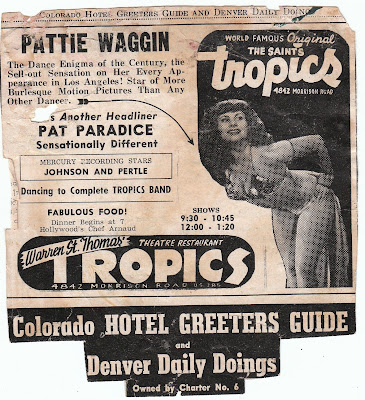 COLORADO HOTEL GREETERS GUIDE AND DENVER DAILY DOINGS
PATTIE WAGGIN
The Dance Enigma of the Century, the
Sell-out Sensation on Her Every Ap-
pearance in Los Angeles! Star of More
Burlesque Motion Pictures Than Any
Other Dancer.
WORLD FAMOUS Original
THE SAINT'S
tropics
4842 MORRISON ROAD
Another Headliner
PAT PARADICE
Sensationally Different
MERCURY RECORDING STARS
JOHNSON AND PERTLE
Dancing to Complete TROPICS BAND
FABULOUS FOOD!
Dinner Begins at 7
Hollywood's Chef Arnaud
SHOWS
9:30 - 10:45
12:00 - 1:20
Warren St. Thomas'
THEATRE RESTAURANT
TROPICS
4842 MORRISON ROAD
Colorado HOTEL GREETERS GUIDE
and
Denver Daily Doings
Owned by Charter No. 6